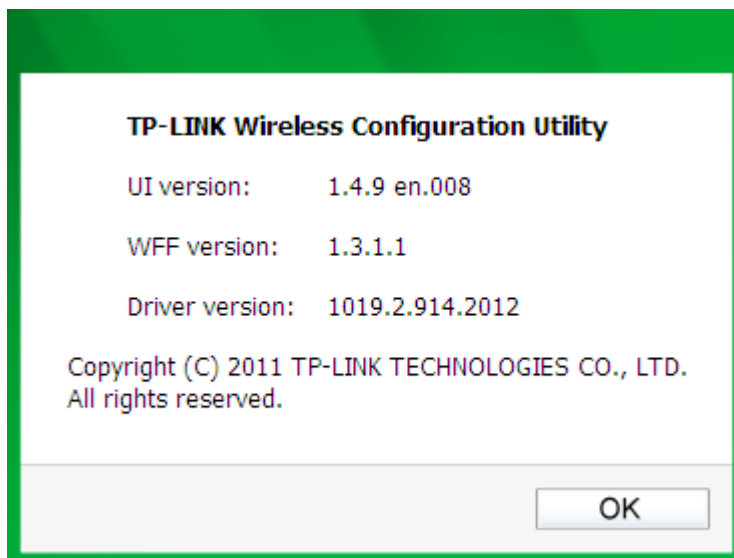 TP-LINK Wireless Configuration Utility
UI version: 1.4.9 en.008
WFF version: 1.3.1.1
Driver version: 1019.2.914.2012
Copyright (C) 2011 TP-LINK TECHNOLOGIES CO., LTD.
All rights reserved.
OK